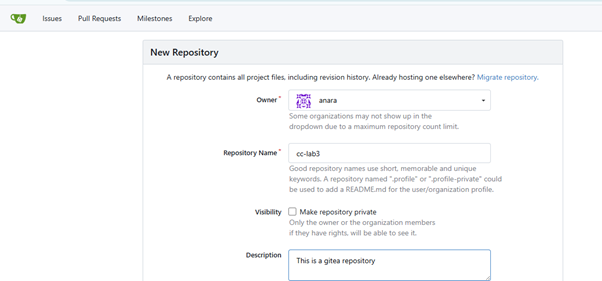 Issues Pull Requests Milestones Explore
New Repository
A repository contains all project files, including revision history. Already hosting one elsewhere? Migrate repository.
Owner *
anara
Some organizations may not show up in the
dropdown due to a maximum repository count limit.
Repository Name *
cc-lab3
Good repository names use short, memorable and unique
keywords. A repository named ".profile" or ".profile-private" could
be used to add a README.md for the user/organization profile.
Visibility
Make repository private
Only the owner or the organization members
if they have rights, will be able to see it.
Description
This is a gitea repository